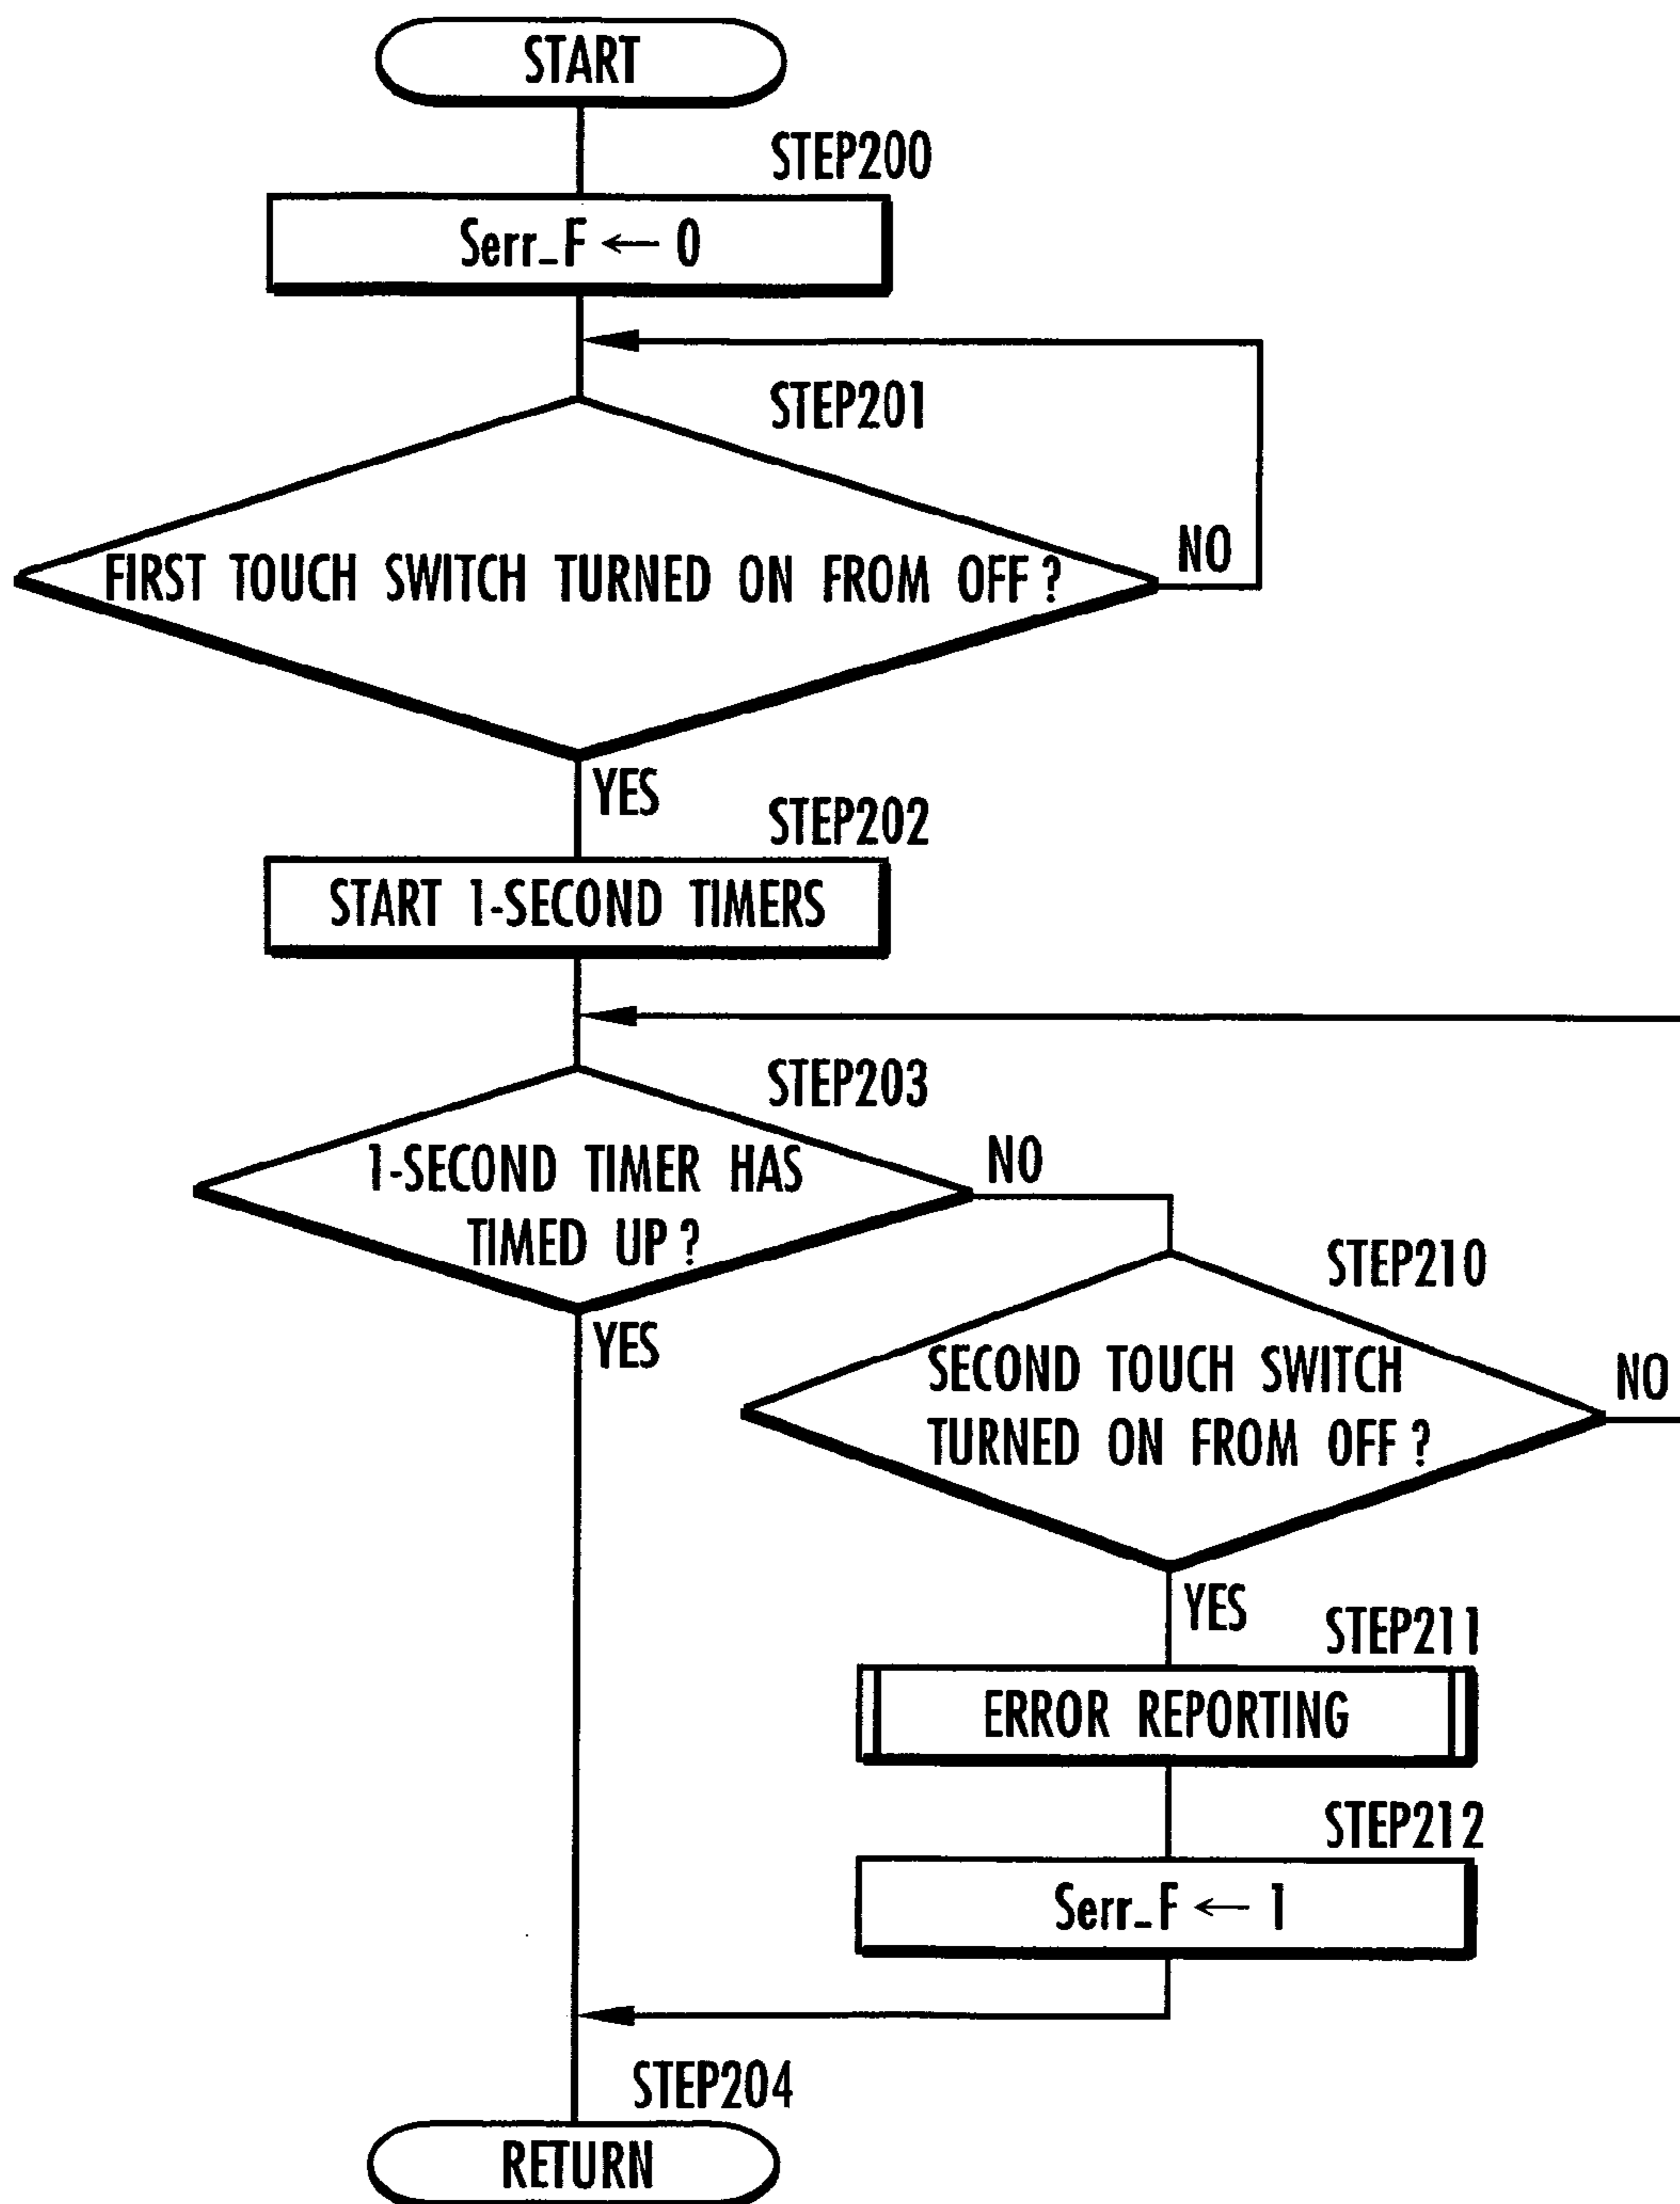 START
STEP200
Serr_F ← 0
STEP201
FIRST TOUCH SWITCH TURNED ON FROM OFF ?
NO
YES
STEP202
START 1-SECOND TIMERS
STEP203
1-SECOND TIMER HAS
TIMED UP ?
NO
YES
STEP210
SECOND TOUCH SWITCH
TURNED ON FROM OFF ?
NO
YES
STEP211
ERROR REPORTING
STEP212
Serr_F ← 1
STEP204
RETURN